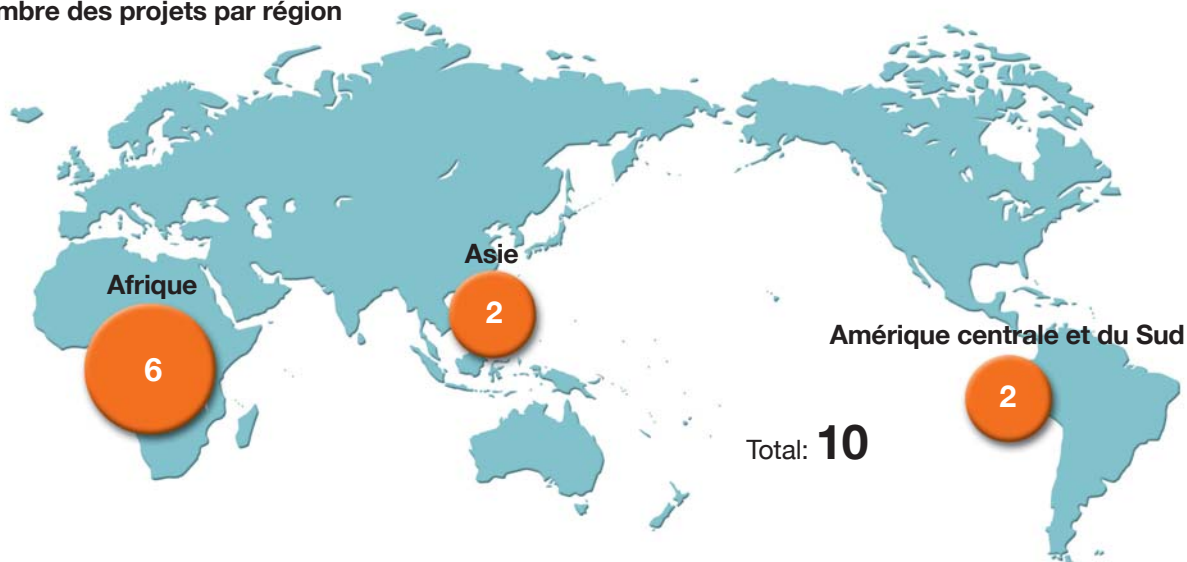 mbre des projets par région
Asie
2
Afrique
6
Amérique centrale et du Sud
2
Total: 10